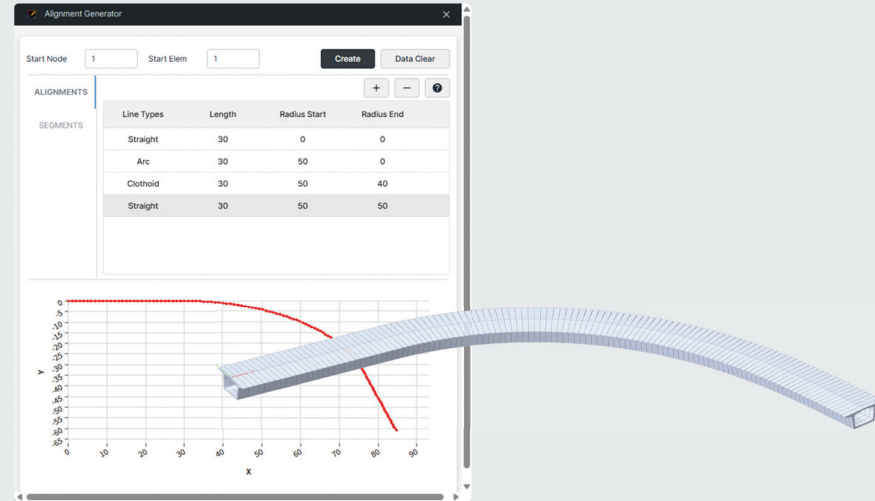 Alignment Generator
Start Node 1 Start Elem 1 Create Data Clear
ALIGNMENTS
SEGMENTS
+ − ?
Line Types Length Radius Start Radius End
Straight 30 0 0
Arc 30 50 0
Clothoid 30 50 40
Straight 30 50 50
0
-5
-10
-15
-20
-25
-30
-35
-40
-45
-50
-55
-60
-65
Y
0 10 20 30 40 50 60 70 80 90
X